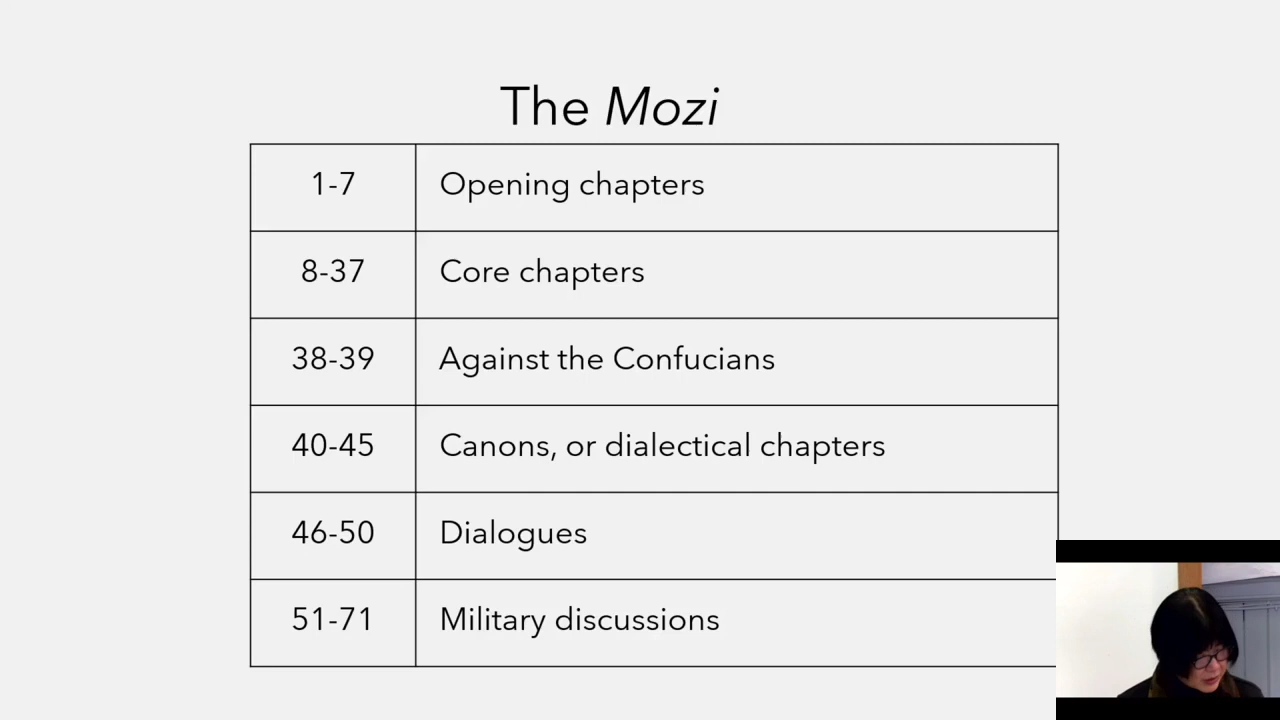 The Mozi
1-7 Opening chapters
8-37 Core chapters
38-39 Against the Confucians
40-45 Canons, or dialectical chapters
46-50 Dialogues
51-71 Military discussions